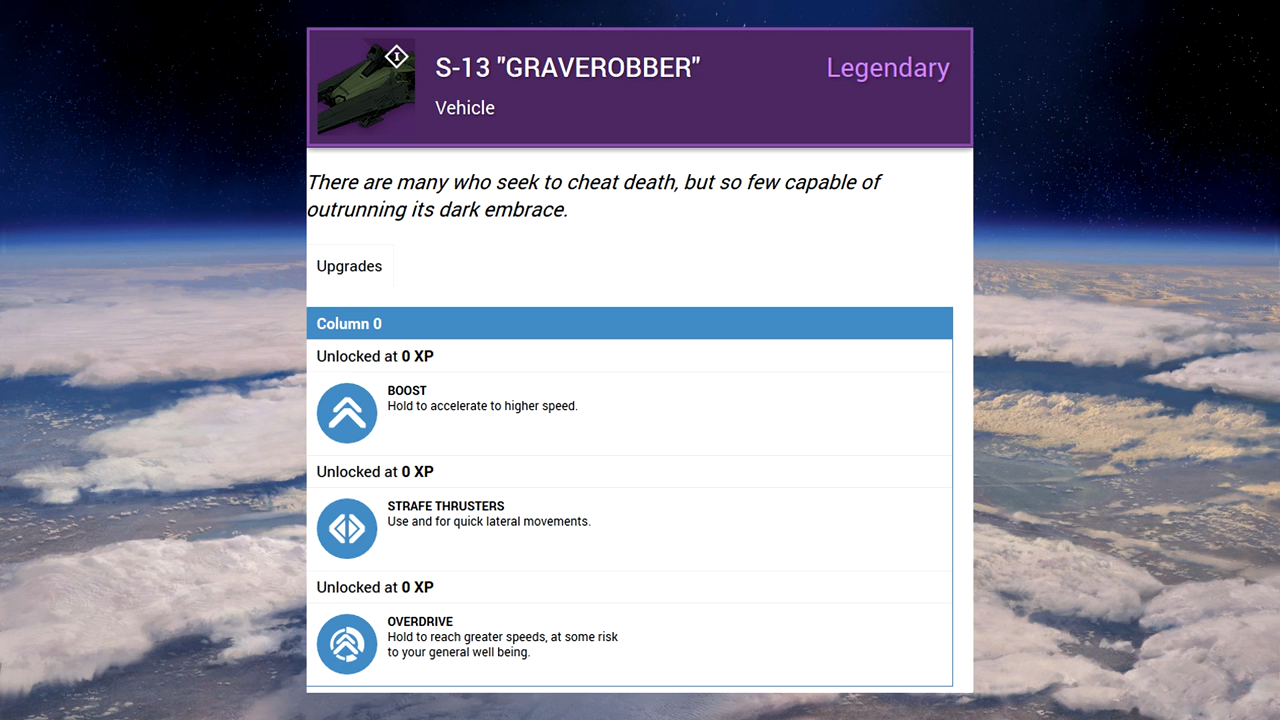 I
S-13 "GRAVEROBBER"
Legendary
Vehicle
There are many who seek to cheat death, but so few capable of
outrunning its dark embrace.
Upgrades
Column 0
Unlocked at 0 XP
BOOST
Hold to accelerate to higher speed.
Unlocked at 0 XP
STRAFE THRUSTERS
Use and for quick lateral movements.
Unlocked at 0 XP
OVERDRIVE
Hold to reach greater speeds, at some risk
to your general well being.